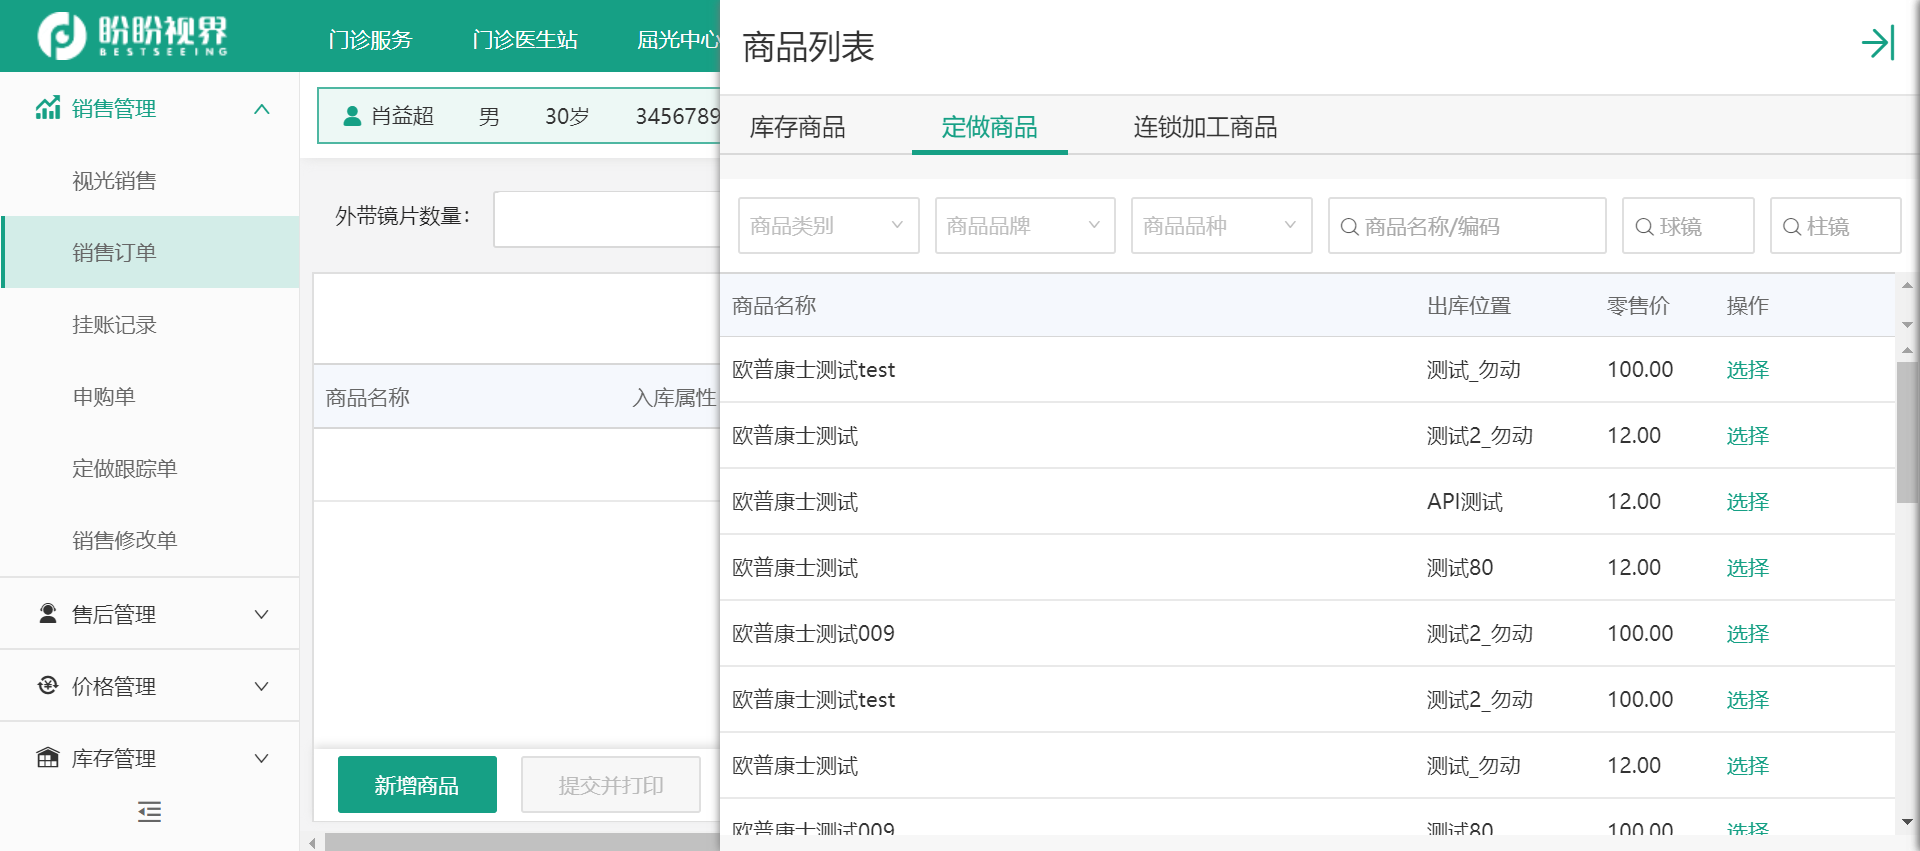 盼盼视界
BESTSEEING
门诊服务
门诊医生站
屈光中心
销售管理
视光销售
销售订单
挂账记录
申购单
定做跟踪单
销售修改单
售后管理
价格管理
库存管理
肖益超 男 30岁 3456789
外带镜片数量：
商品名称 入库属性
新增商品 提交并打印
商品列表
库存商品 定做商品 连锁加工商品
商品类别 商品品牌 商品品种 商品名称/编码 球镜 柱镜
商品名称 出库位置 零售价 操作
欧普康士测试test 测试_勿动 100.00 选择
欧普康士测试 测试2_勿动 12.00 选择
欧普康士测试 API测试 12.00 选择
欧普康士测试 测试80 12.00 选择
欧普康士测试009 测试2_勿动 100.00 选择
欧普康士测试test 测试2_勿动 100.00 选择
欧普康士测试 测试_勿动 12.00 选择
欧普康士测试009 测试80 100.00 选择